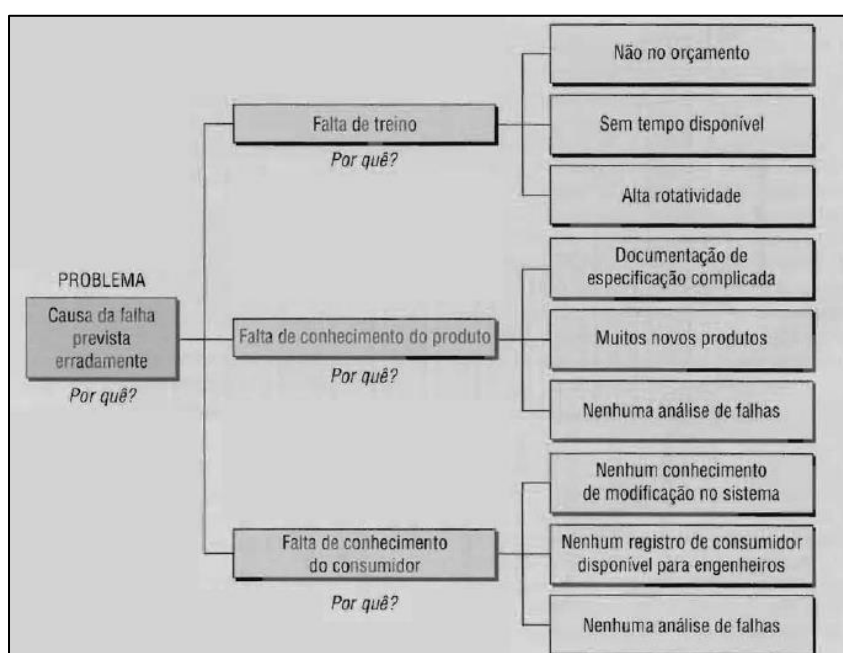 PROBLEMA
Causa da falha
prevista
erradamente
Por quê?
Falta de treino
Por quê?
Falta de conhecimento do produto
Por quê?
Falta de conhecimento
do consumidor
Por quê?
Não no orçamento
Sem tempo disponível
Alta rotatividade
Documentação de
especificação complicada
Muitos novos produtos
Nenhuma análise de falhas
Nenhum conhecimento
de modificação no sistema
Nenhum registro de consumidor
disponível para engenheiros
Nenhuma análise de falhas